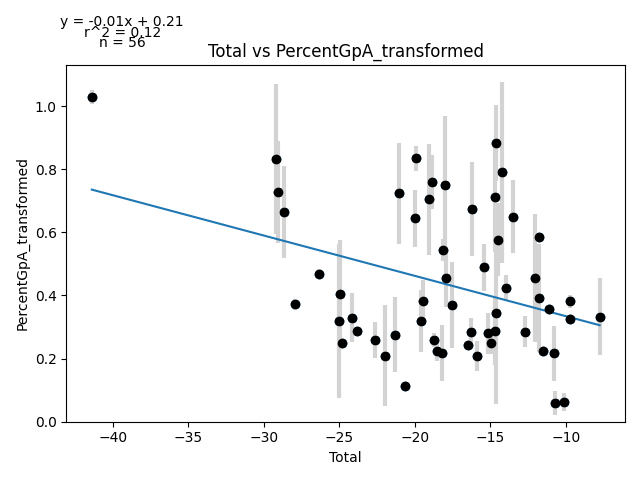 y = -0.01x + 0.21
r^2 = 0.12
n = 56
Total vs PercentGpA_transformed
PercentGpA_transformed
1.0
0.8
0.6
0.4
0.2
0.0
−40
−35
−30
−25
−20
−15
−10
Total